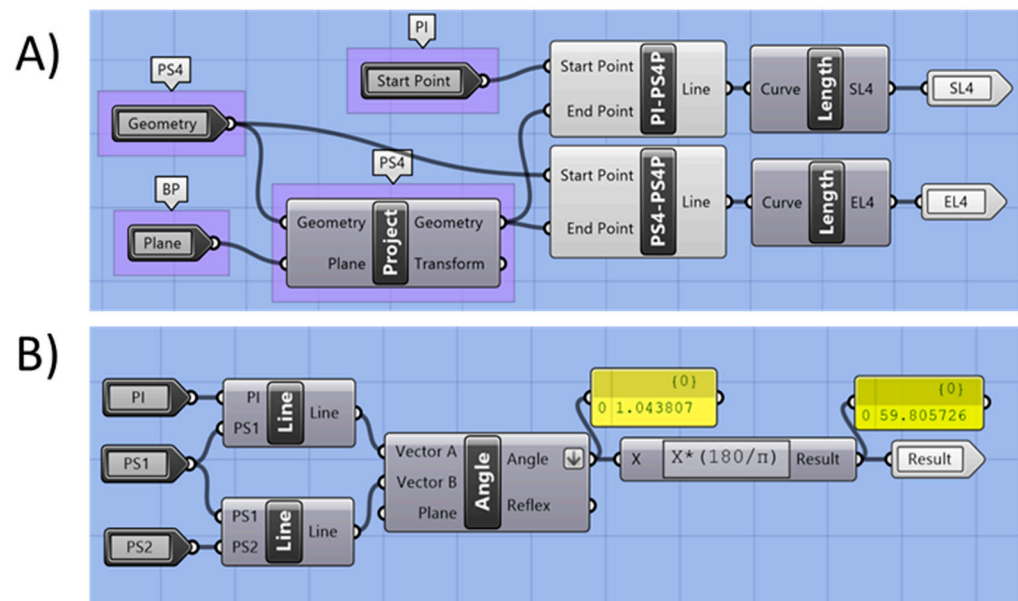 A)
PI
Start Point
PS4
Geometry
BP
Plane
PS4
Geometry
Plane
Project
Geometry
Transform
Start Point
End Point
PI-PS4P
Line
Curve
Length
SL4
SL4
Start Point
End Point
PS4-PS4P
Line
Curve
Length
EL4
EL4
B)
PI
PS1
PS2
PI
PS1
Line
Line
PS1
PS2
Line
Line
Vector A
Vector B
Plane
Angle
Angle
Reflex
{0}
0 1.043807
X
X*(180/π)
Result
{0}
0 59.805726
Result